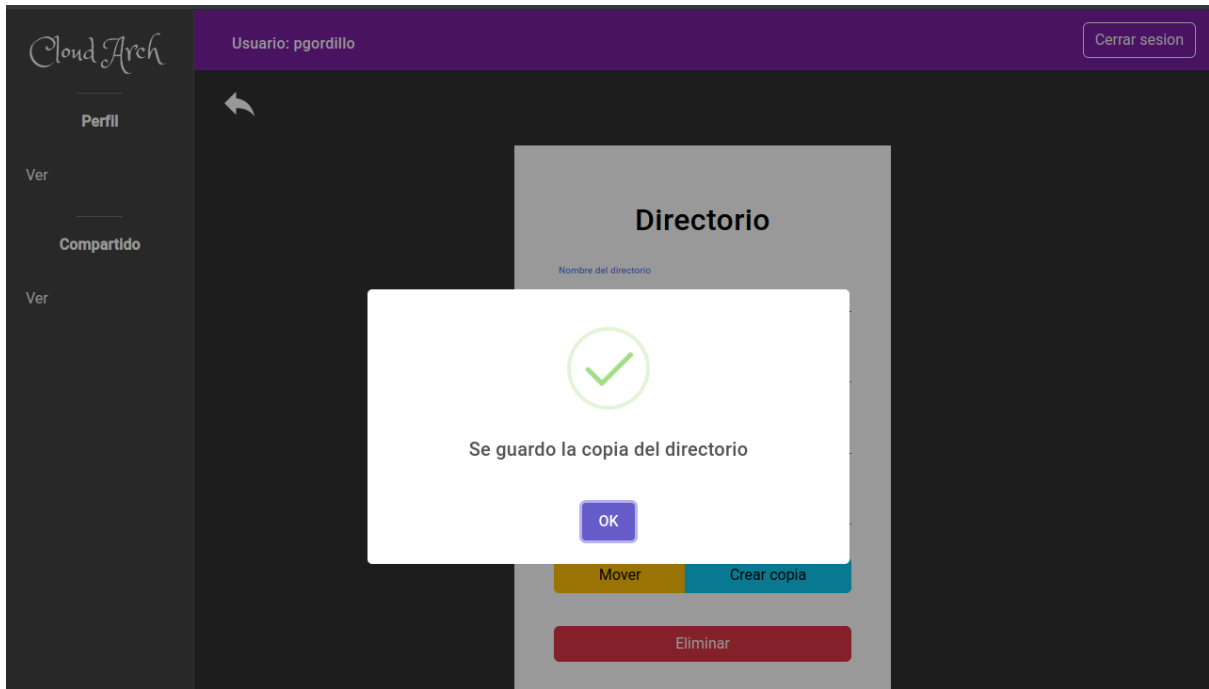 Cloud Arch
Usuario: pgordillo
Cerrar sesion
Perfil
Ver
Compartido
Ver
Directorio
Nombre del directorio
Se guardo la copia del directorio
OK
Mover
Crear copia
Eliminar